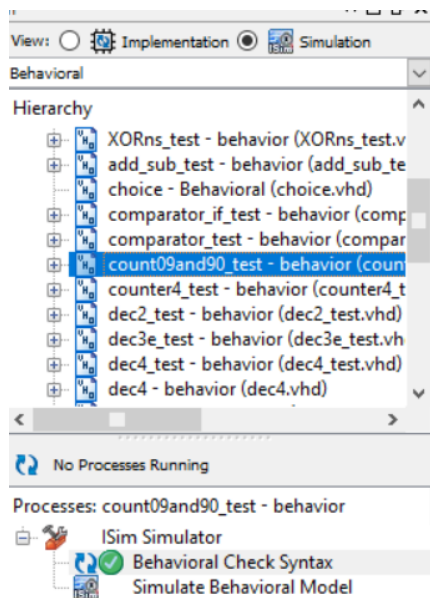 View: Implementation Simulation
Behavioral
Hierarchy
XORns_test - behavior (XORns_test.v
add_sub_test - behavior (add_sub_te
choice - Behavioral (choice.vhd)
comparator_if_test - behavior (comp
comparator_test - behavior (compar
count09and90_test - behavior (coun
counter4_test - behavior (counter4_t
dec2_test - behavior (dec2_test.vhd)
dec3e_test - behavior (dec3e_test.vh
dec4_test - behavior (dec4_test.vhd)
dec4 - behavior (dec4.vhd)
No Processes Running
Processes: count09and90_test - behavior
ISim Simulator
Behavioral Check Syntax
Simulate Behavioral Model